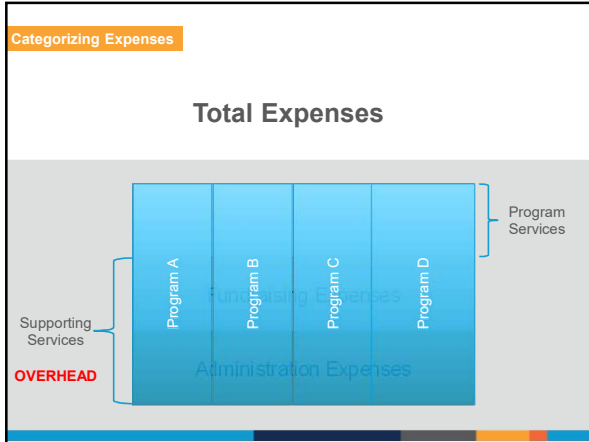 Categorizing Expenses
Total Expenses
Program
Services
Program A
Program B
Program C
Program D
Fundraising Expenses
Supporting
Services
OVERHEAD
Administration Expenses